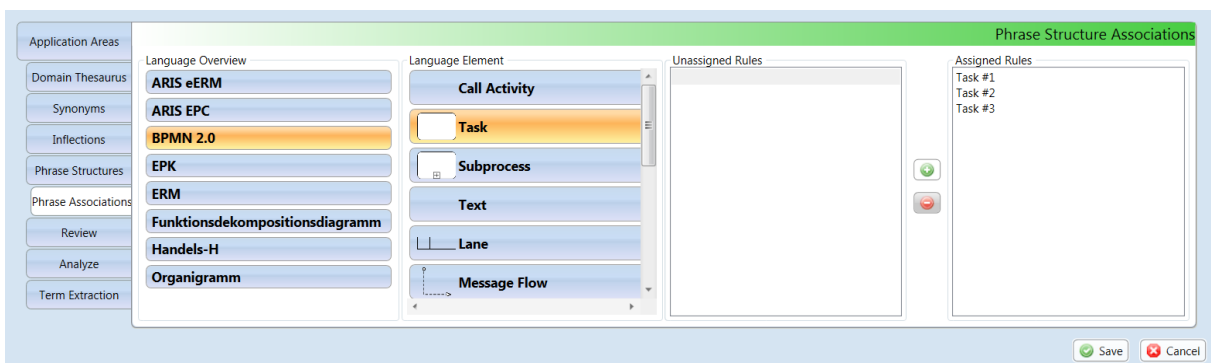 Phrase Structure Associations
Application Areas
Domain Thesaurus
Synonyms
Inflections
Phrase Structures
Phrase Associations
Review
Analyze
Term Extraction
Language Overview
ARIS eERM
ARIS EPC
BPMN 2.0
EPK
ERM
Funktionsdekompositionsdiagramm
Handels-H
Organigramm
Language Element
Call Activity
Task
Subprocess
Text
Lane
Message Flow
Unassigned Rules
Assigned Rules
Task #1
Task #2
Task #3
Save
Cancel